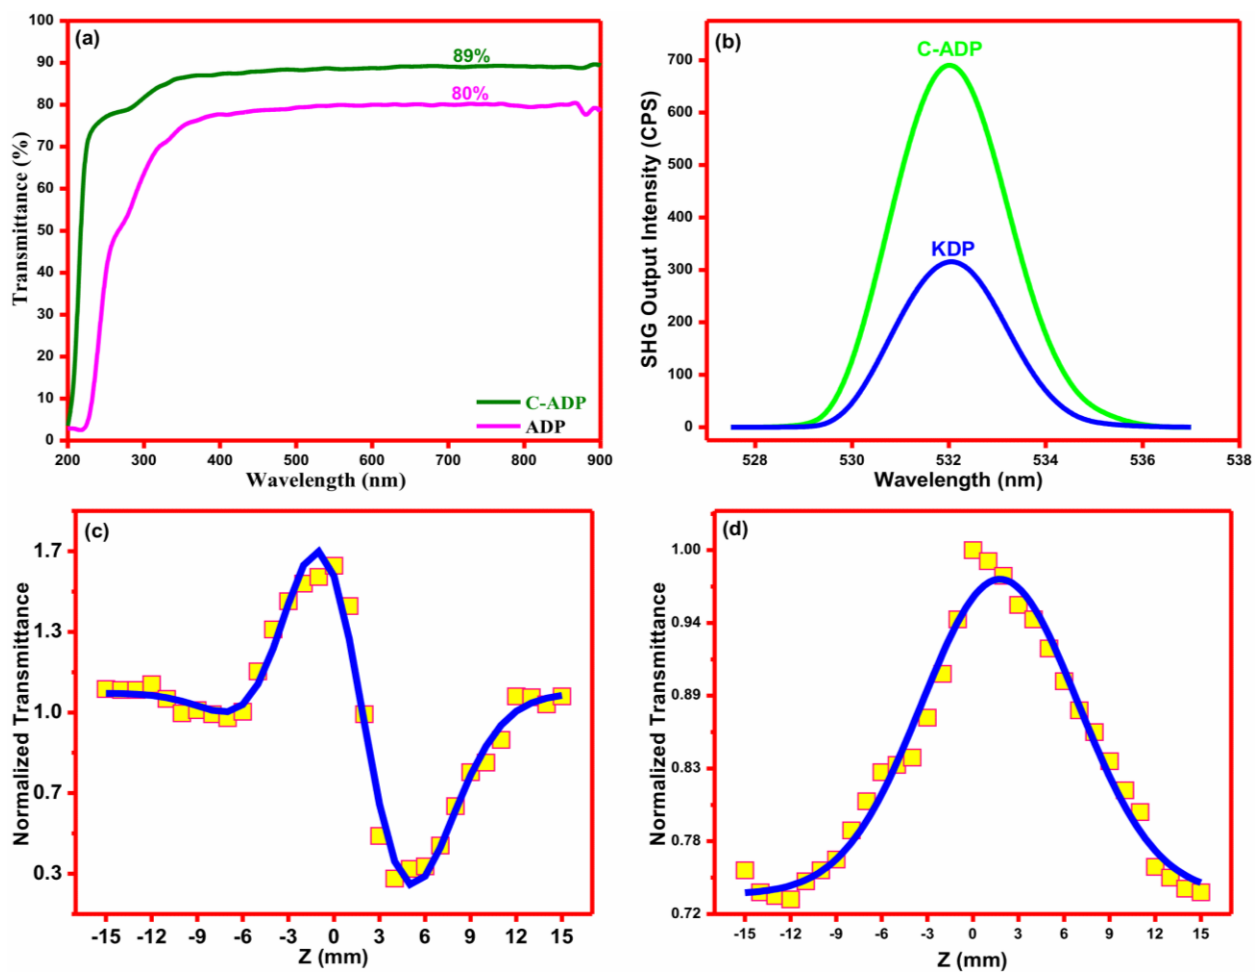 (a)
100
90
80
70
60
50
40
30
20
10
0
Transmittance (%)
89%
80%
C-ADP
ADP
200 300 400 500 600 700 800 900
Wavelength (nm)
(b)
C-ADP
KDP
700
600
500
400
300
200
100
0
SHG Output Intensity (CPS)
528 530 532 534 536 538
Wavelength (nm)
(c)
1.7
1.3
1.0
0.7
0.3
Normalized Transmittance
-15 -12 -9 -6 -3 0 3 6 9 12 15
Z (mm)
(d)
1.00
0.94
0.89
0.83
0.78
0.72
Normalized Transmittance
-15 -12 -9 -6 -3 0 3 6 9 12 15
Z (mm)